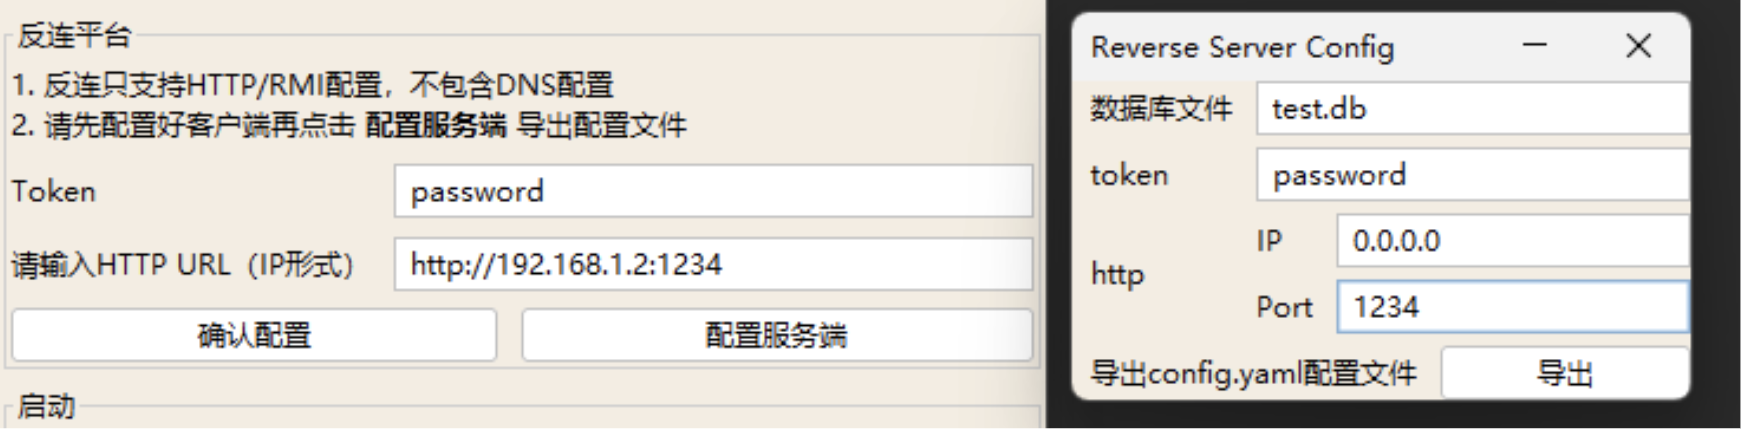 反连平台
1. 反连只支持HTTP/RMI配置，不包含DNS配置
2. 请先配置好客户端再点击 配置服务端 导出配置文件
Token
password
请输入HTTP URL（IP形式）
http://192.168.1.2:1234
确认配置
配置服务端
启动
Reverse Server Config
数据库文件
test.db
token
password
http
IP
0.0.0.0
Port
1234
导出config.yaml配置文件
导出